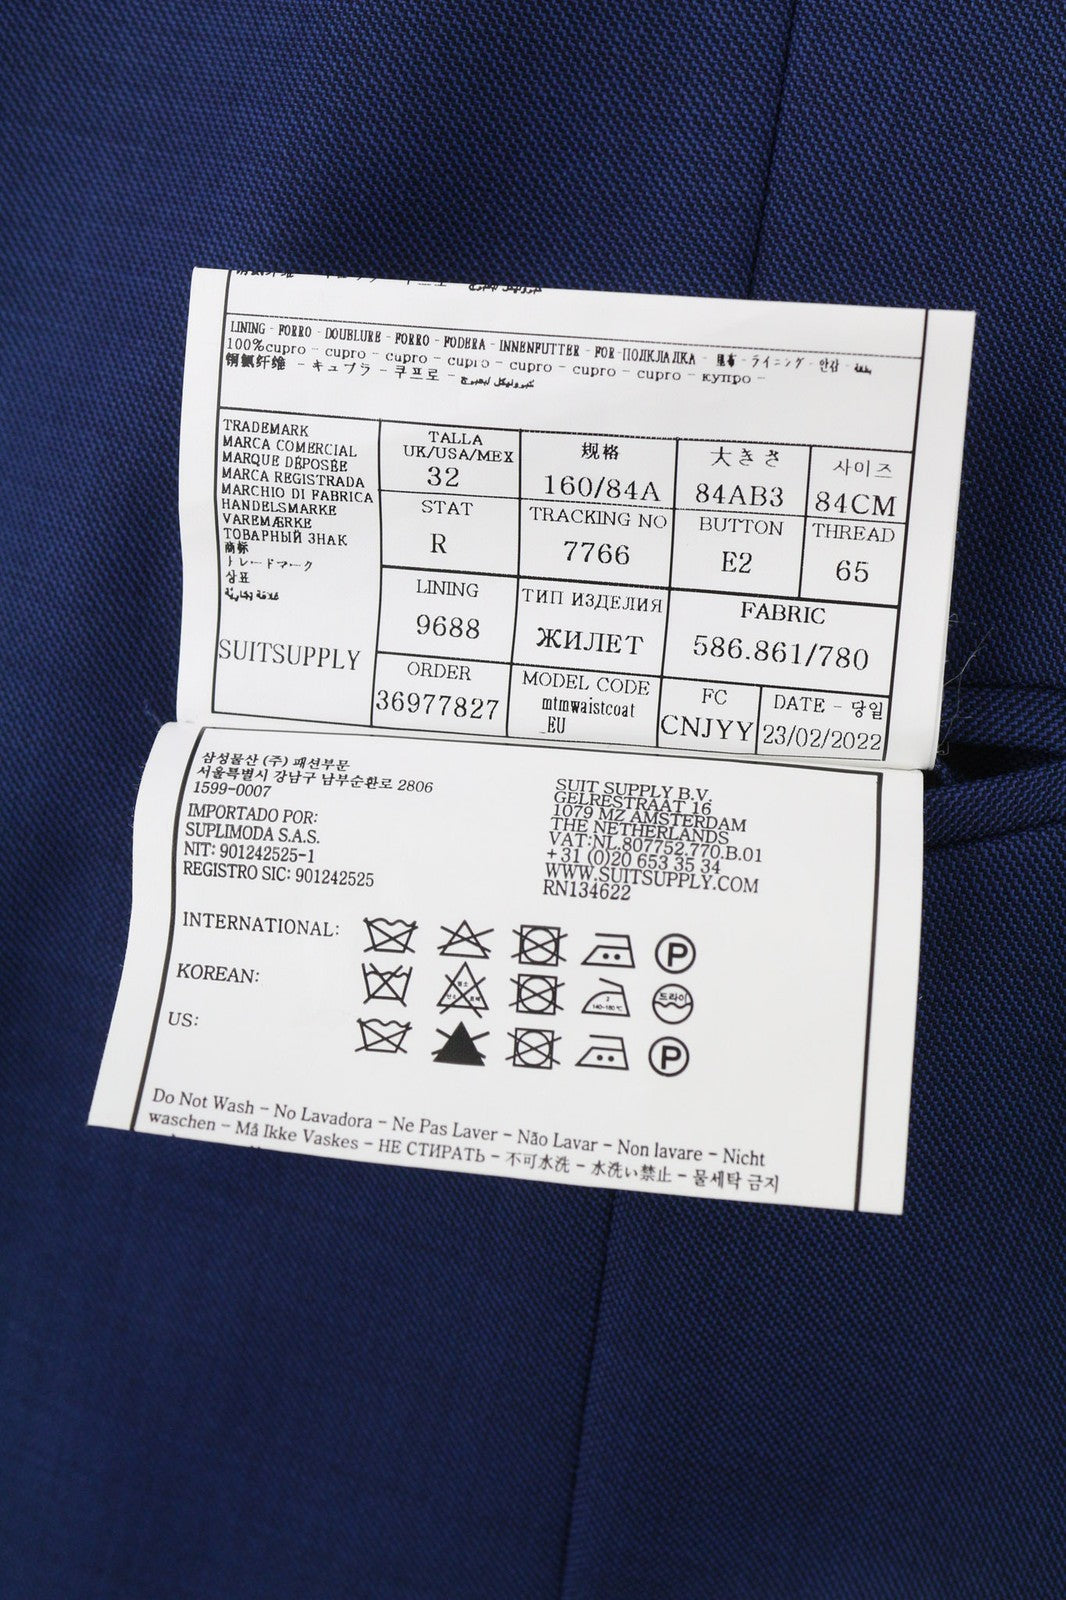 LINING - FORRO - DOUBLURE - FORRO - FODERA - INNENFUTTER - FOR-ПОДКЛАДКА - 里布 - ライニング - 안감 - بطانة
100%cupro - cupro - cupro - cupro - cupro - cupro - cupro - купро -
铜氨纤维 - キュプラ - 쿠프로 -
TRADEMARK
MARCA COMERCIAL
MARQUE DÉPOSÉE
MARCA REGISTRADA
MARCHIO DI FABRICA
HANDELSMARKE
VAREMÆRKE
ТОВАРНЫЙ ЗНАК
商标
トレードマーク
상표
علامة تجارية
SUITSUPPLY
TALLA
UK/USA/MEX
32
规格
160/84A
大きさ
84AB3
사이즈
84CM
STAT
R
TRACKING NO
7766
BUTTON
E2
THREAD
65
LINING
9688
ТИП ИЗДЕЛИЯ
ЖИЛЕТ
FABRIC
586.861/780
ORDER
36977827
MODEL CODE
mtmwaistcoat
_EU
FC
CNJYY
DATE - 당일
23/02/2022
삼성물산 (주) 패션부문
서울특별시 강남구 남부순환로 2806
1599-0007
IMPORTADO POR:
SUPLIMODA S.A.S.
NIT: 901242525-1
REGISTRO SIC: 901242525
SUIT SUPPLY B.V.
GELRESTRAAT 16
1079 MZ AMSTERDAM
THE NETHERLANDS
VAT:NL.807752.770.B.01
+31 (0)20 653 35 34
WWW.SUITSUPPLY.COM
RN134622
INTERNATIONAL:
P
KOREAN:
2
140~160℃
드라이
US:
P
Do Not Wash - No Lavadora - Ne Pas Laver - Não Lavar - Non lavare - Nicht
waschen - Må Ikke Vaskes - НЕ СТИРАТЬ - 不可水洗 - 水洗い禁止 - 물세탁 금지